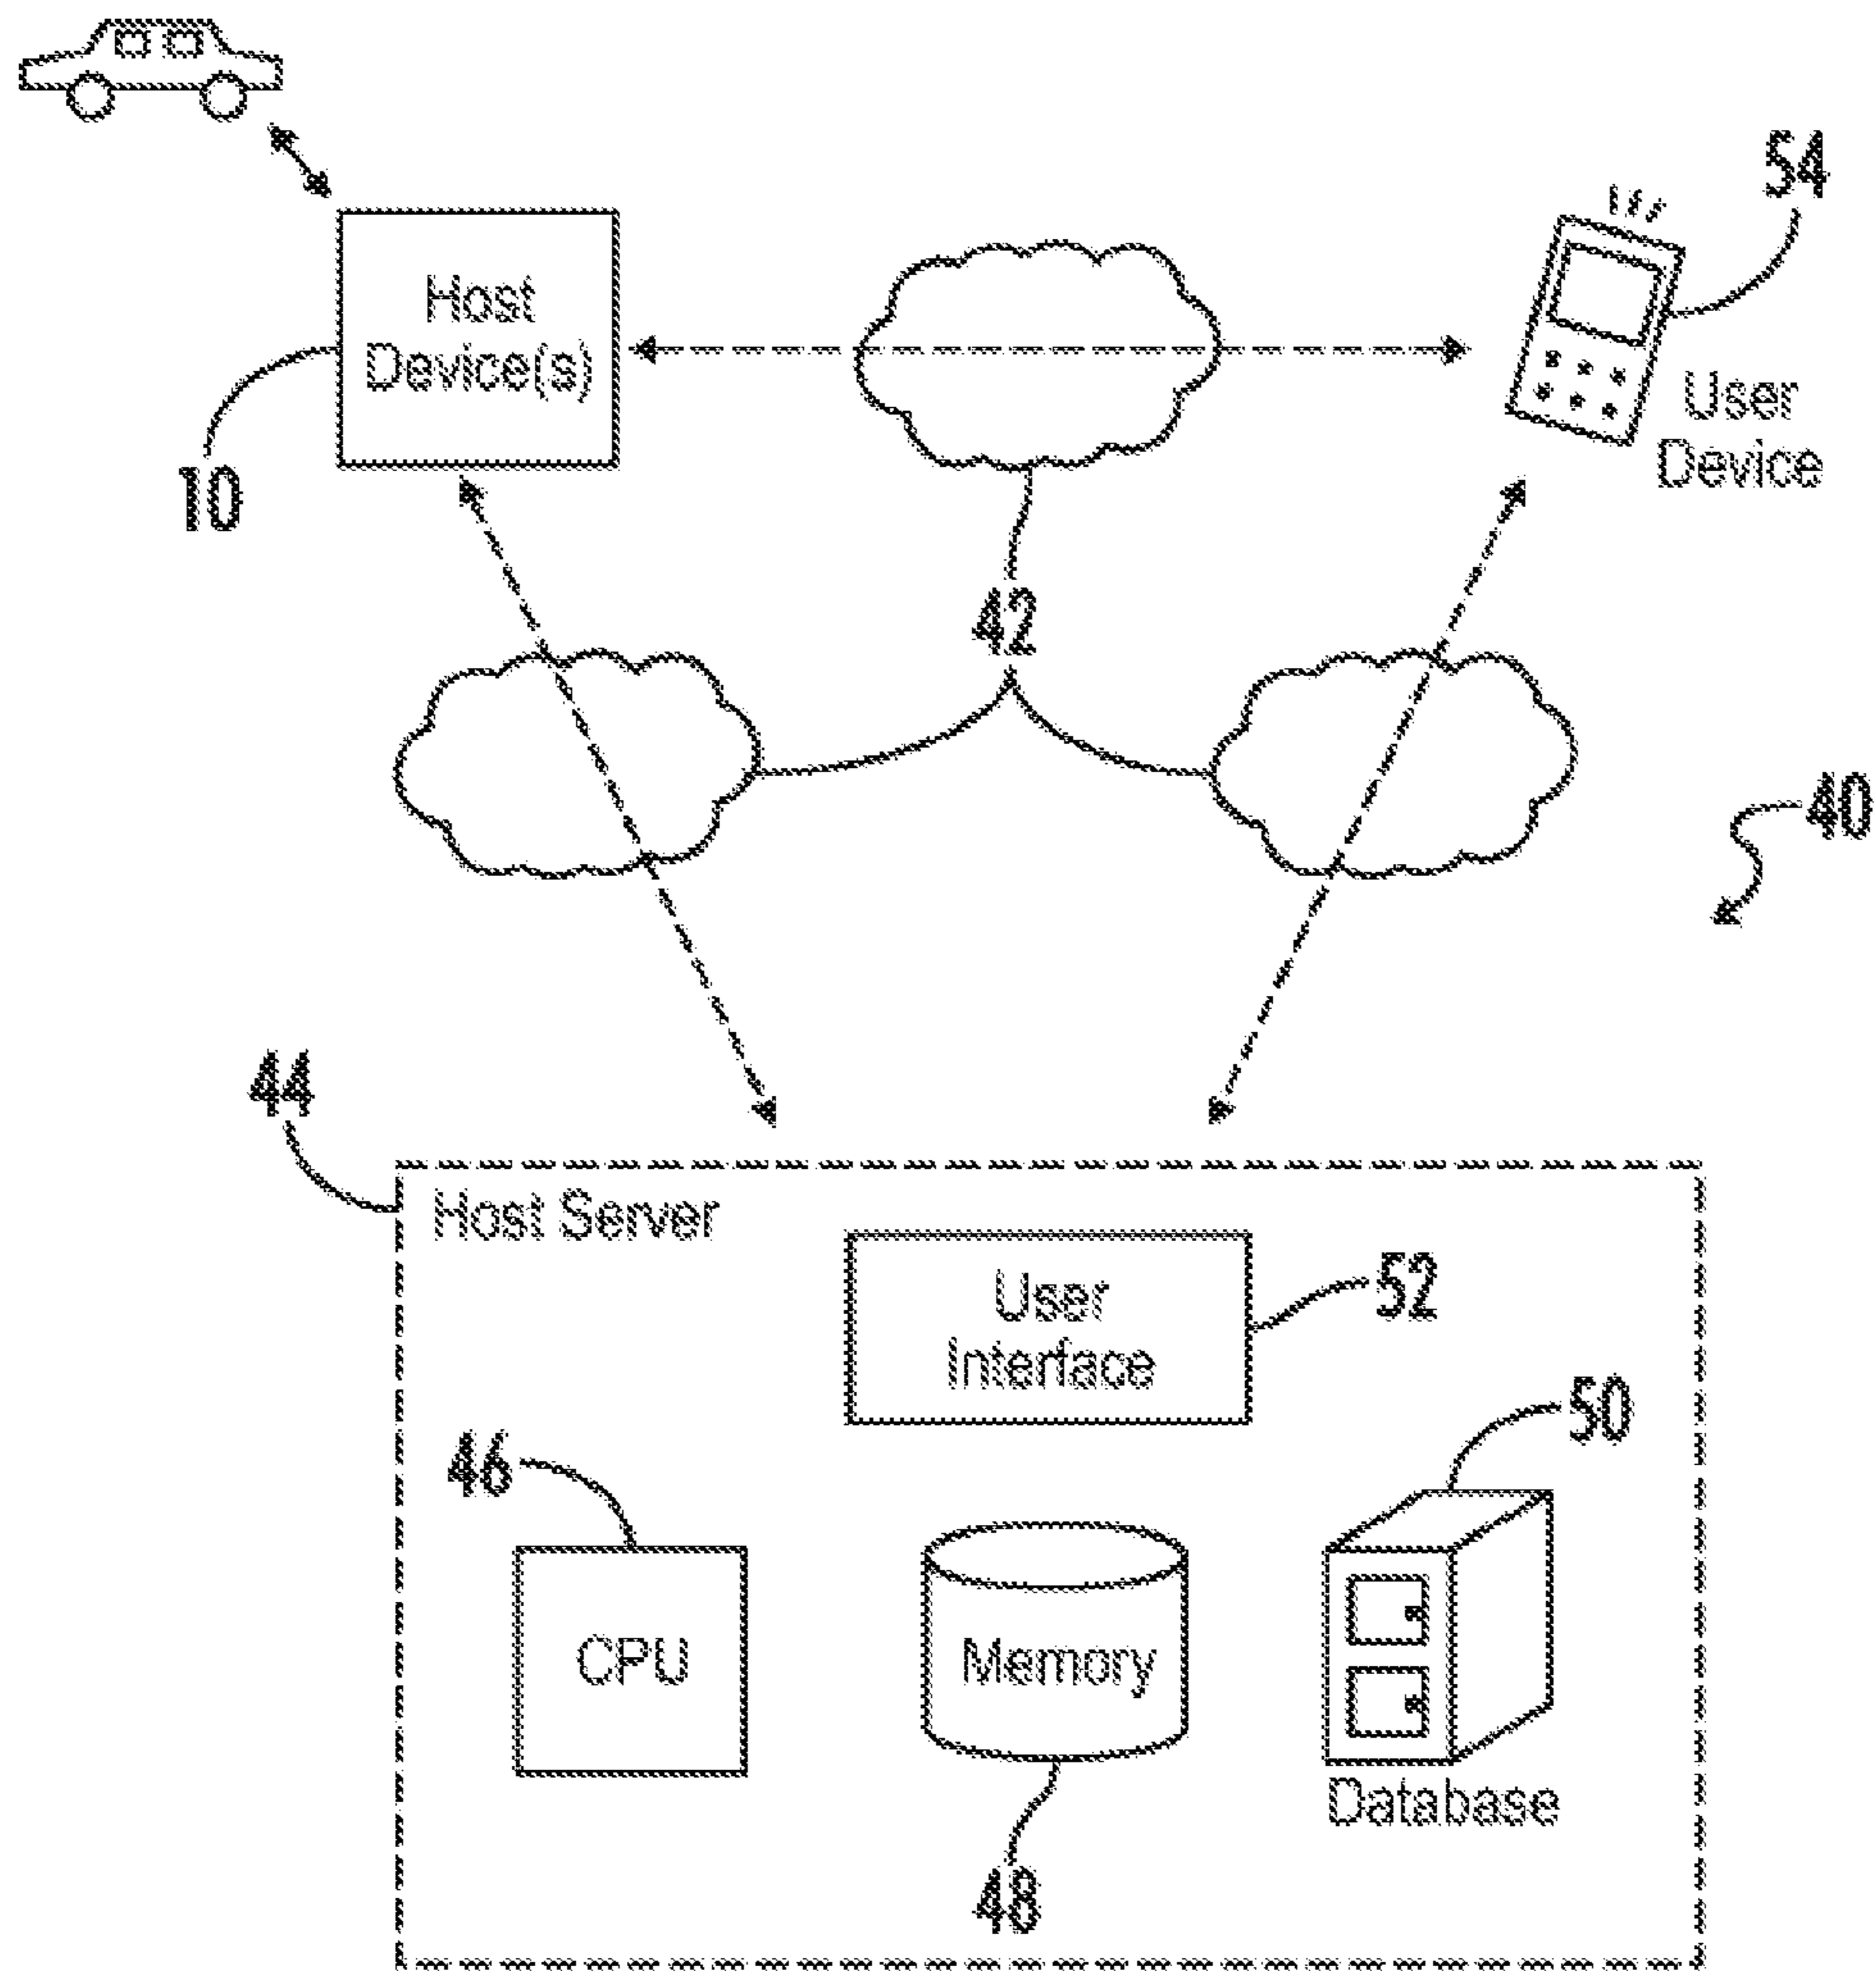 54
Host
Device(s)
User
Device
10
42
40
44
Host Server
User
Interface
52
50
46
CPU
Memory
Database
48